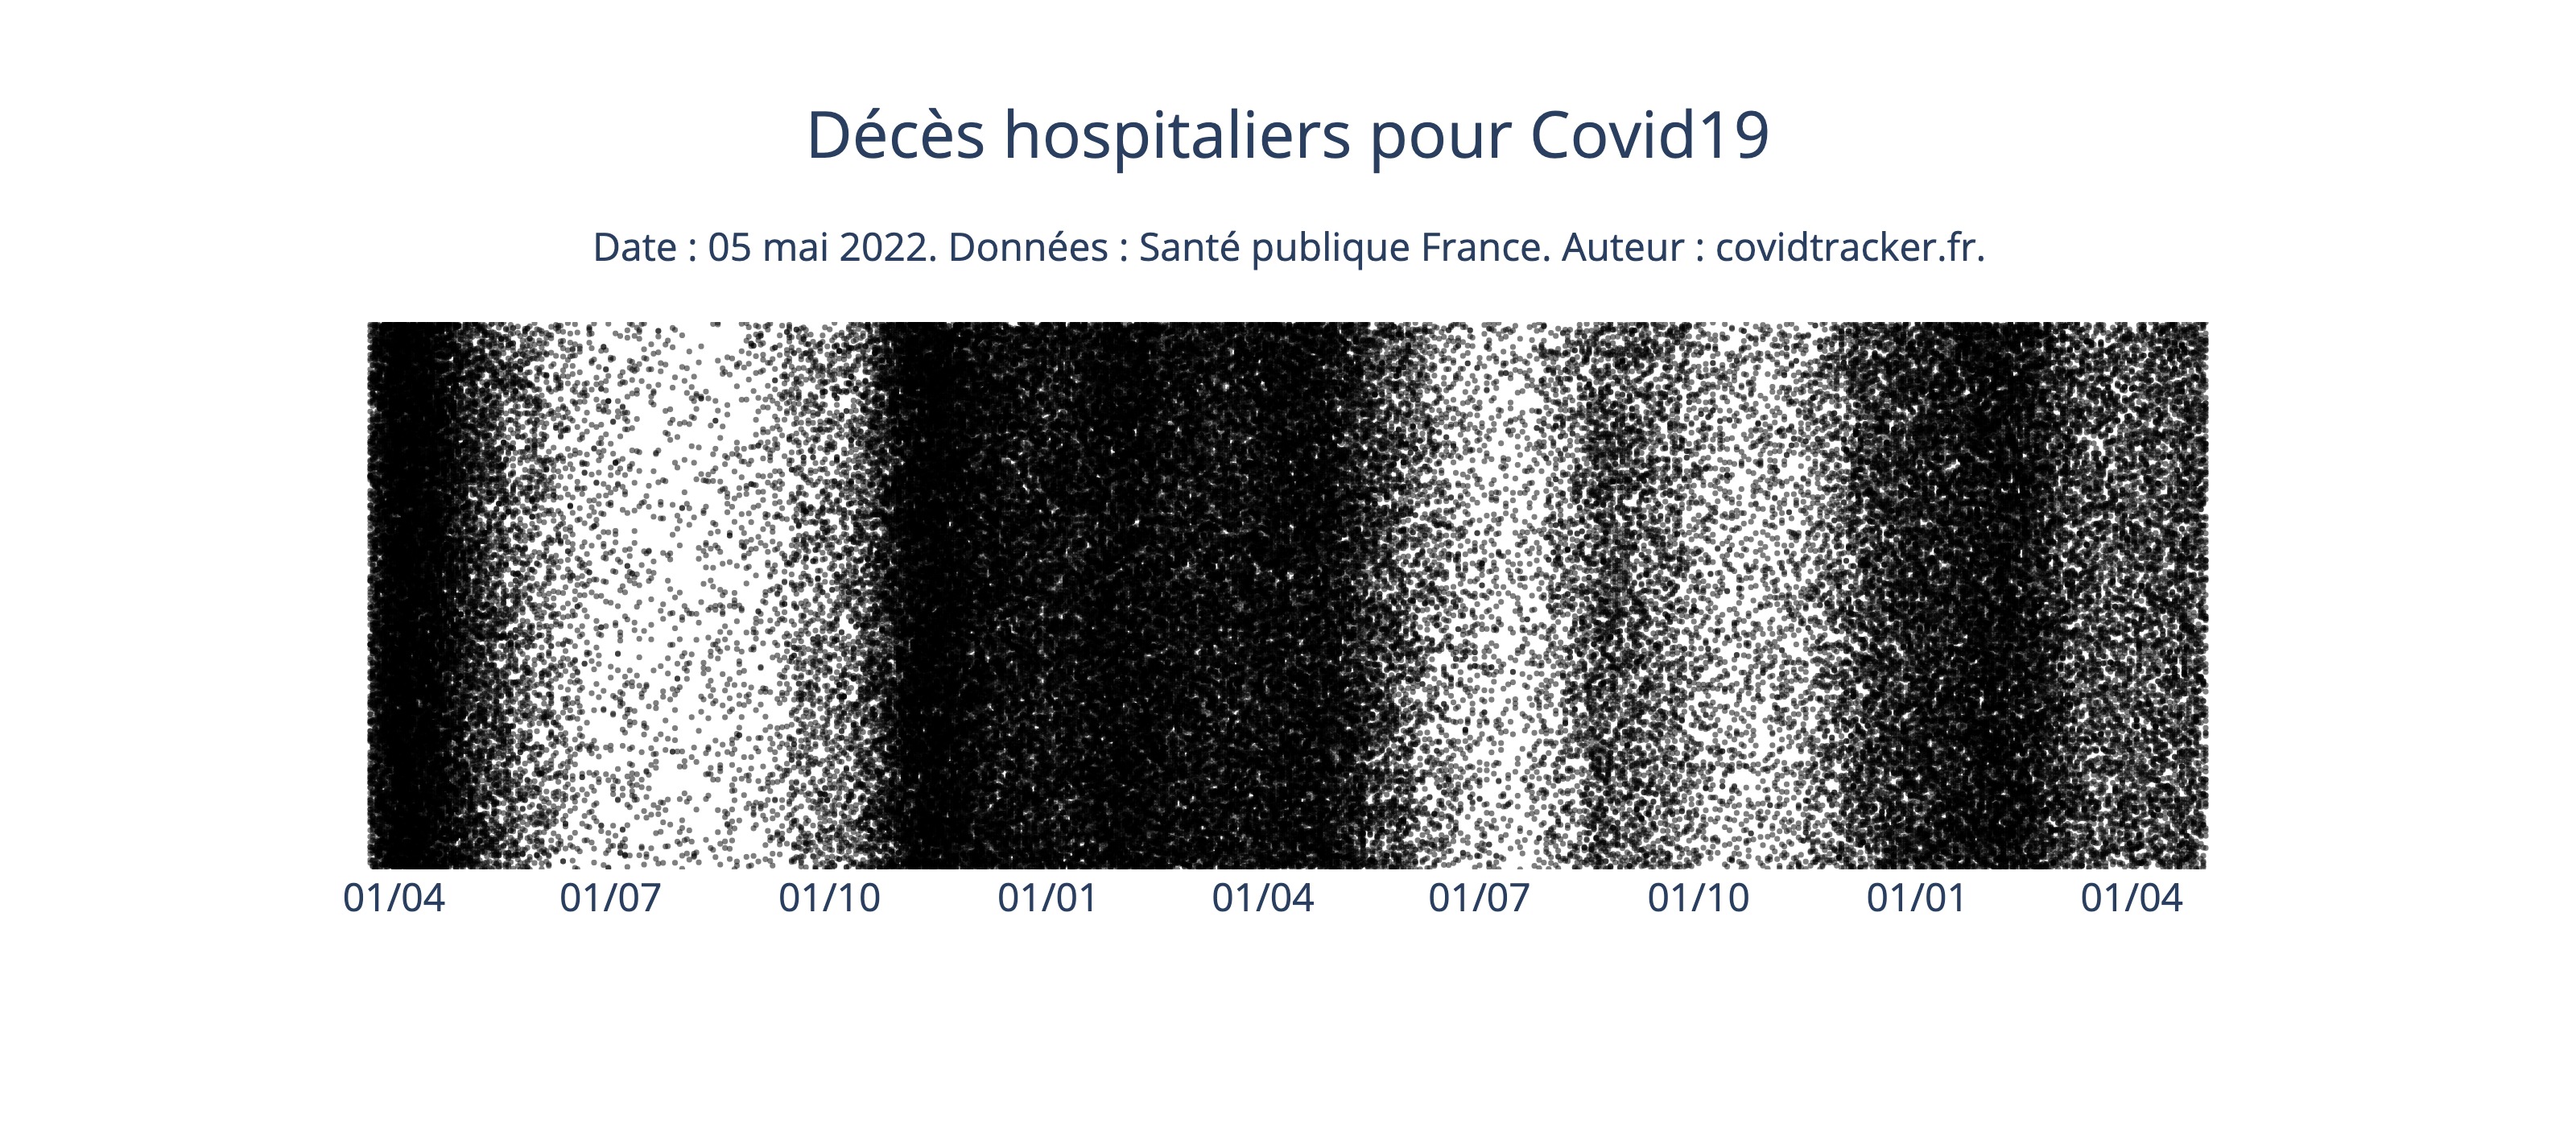 Décès hospitaliers pour Covid19
Date : 05 mai 2022. Données : Santé publique France. Auteur : covidtracker.fr.
01/04 01/07 01/10 01/01 01/04 01/07 01/10 01/01 01/04